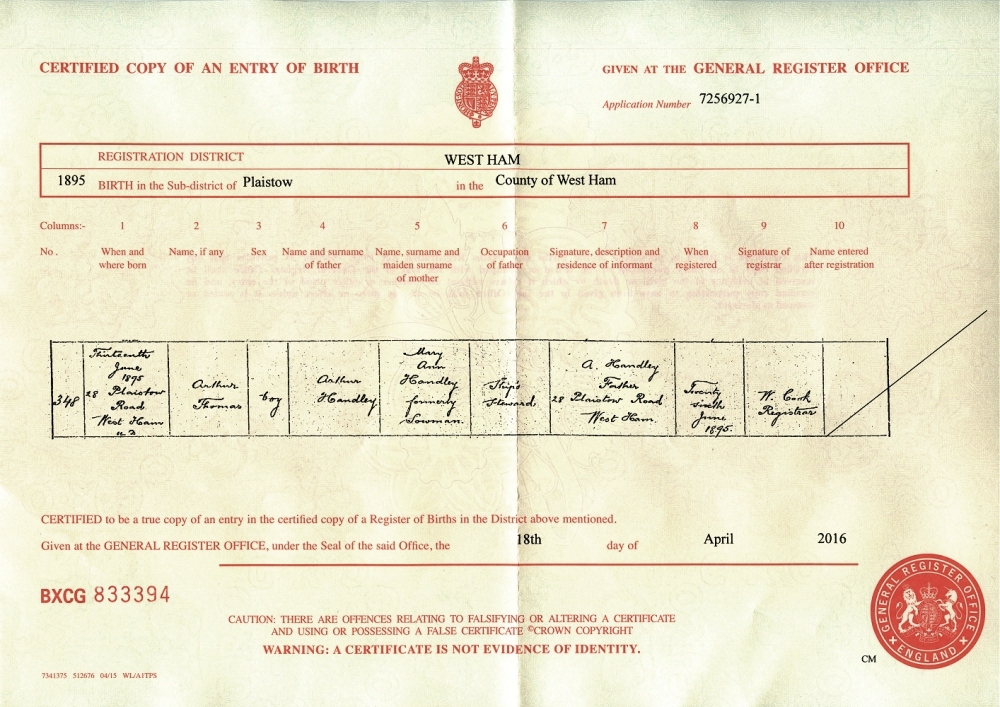 CERTIFIED COPY OF AN ENTRY OF BIRTH
GIVEN AT THE GENERAL REGISTER OFFICE
Application Number 7256927-1
REGISTRATION DISTRICT WEST HAM
1895 BIRTH in the Sub-district of Plaistow in the County of West Ham
Columns:- 1 2 3 4 5 6 7 8 9 10
No. When and where born Name, if any Sex Name and surname of father Name, surname and maiden surname of mother Occupation of father Signature, description and residence of informant When registered Signature of registrar Name entered after registration
348
Thirteenth
June
1895
28 Plaistow
Road
West Ham
Arthur
Thomas
boy
Arthur
Handley
Mary
Ann
Handley
formerly
Sowman
Ship's
Steward
A. Handley
Father
28 Plaistow Road
West Ham.
Twenty
sixth
June
1895.
W. Cook
Registrar
CERTIFIED to be a true copy of an entry in the certified copy of a Register of Births in the District above mentioned.
Given at the GENERAL REGISTER OFFICE, under the Seal of the said Office, the 18th day of April 2016
BXCG 833394
CAUTION: THERE ARE OFFENCES RELATING TO FALSIFYING OR ALTERING A CERTIFICATE
AND USING OR POSSESSING A FALSE CERTIFICATE ©CROWN COPYRIGHT
WARNING: A CERTIFICATE IS NOT EVIDENCE OF IDENTITY.
GENERAL REGISTER OFFICE
ENGLAND
CM
7341375 512676 04/15 WL/A1TPS